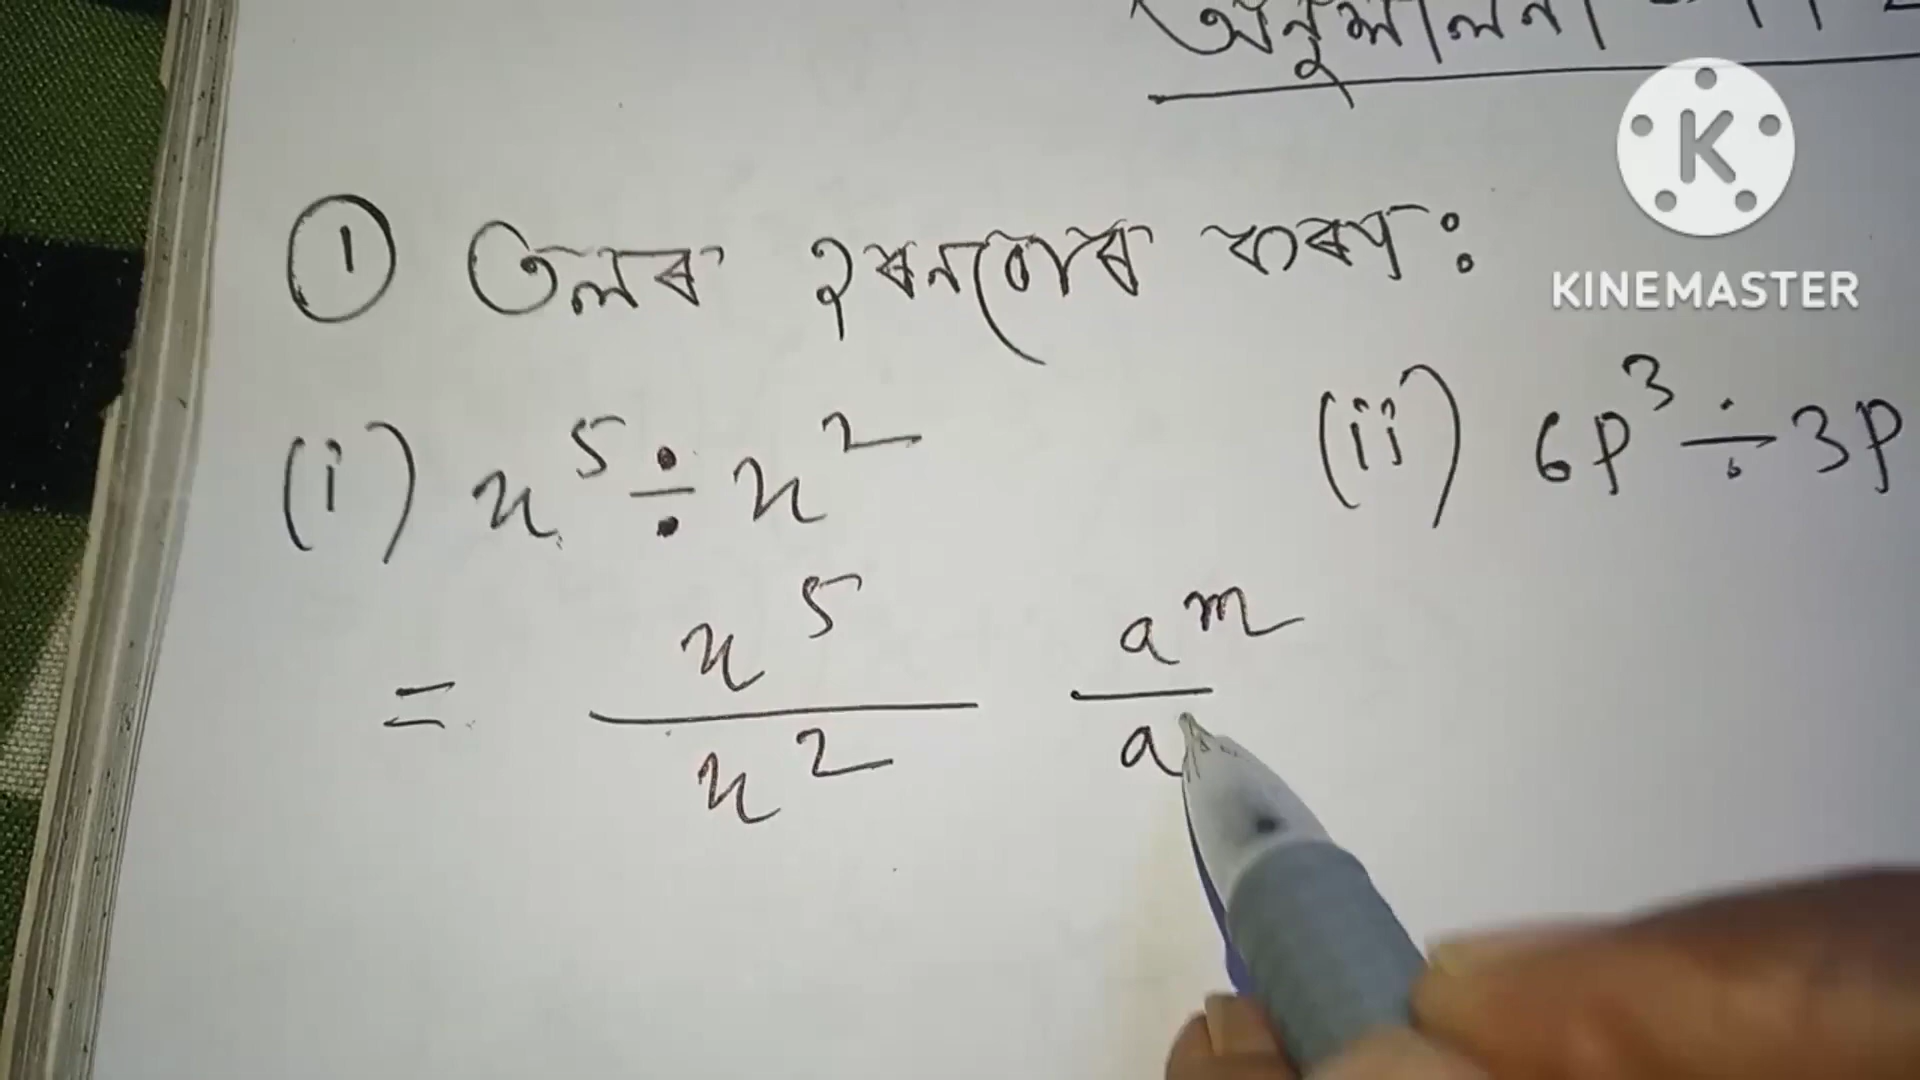 অনুশীলনী
① তলৰ হৰণবোৰ কৰা :
(i) x⁵ ÷ x²
(ii) 6p³ ÷ 3p
= x⁵ / x²
aᵐ / a
KINEMASTER